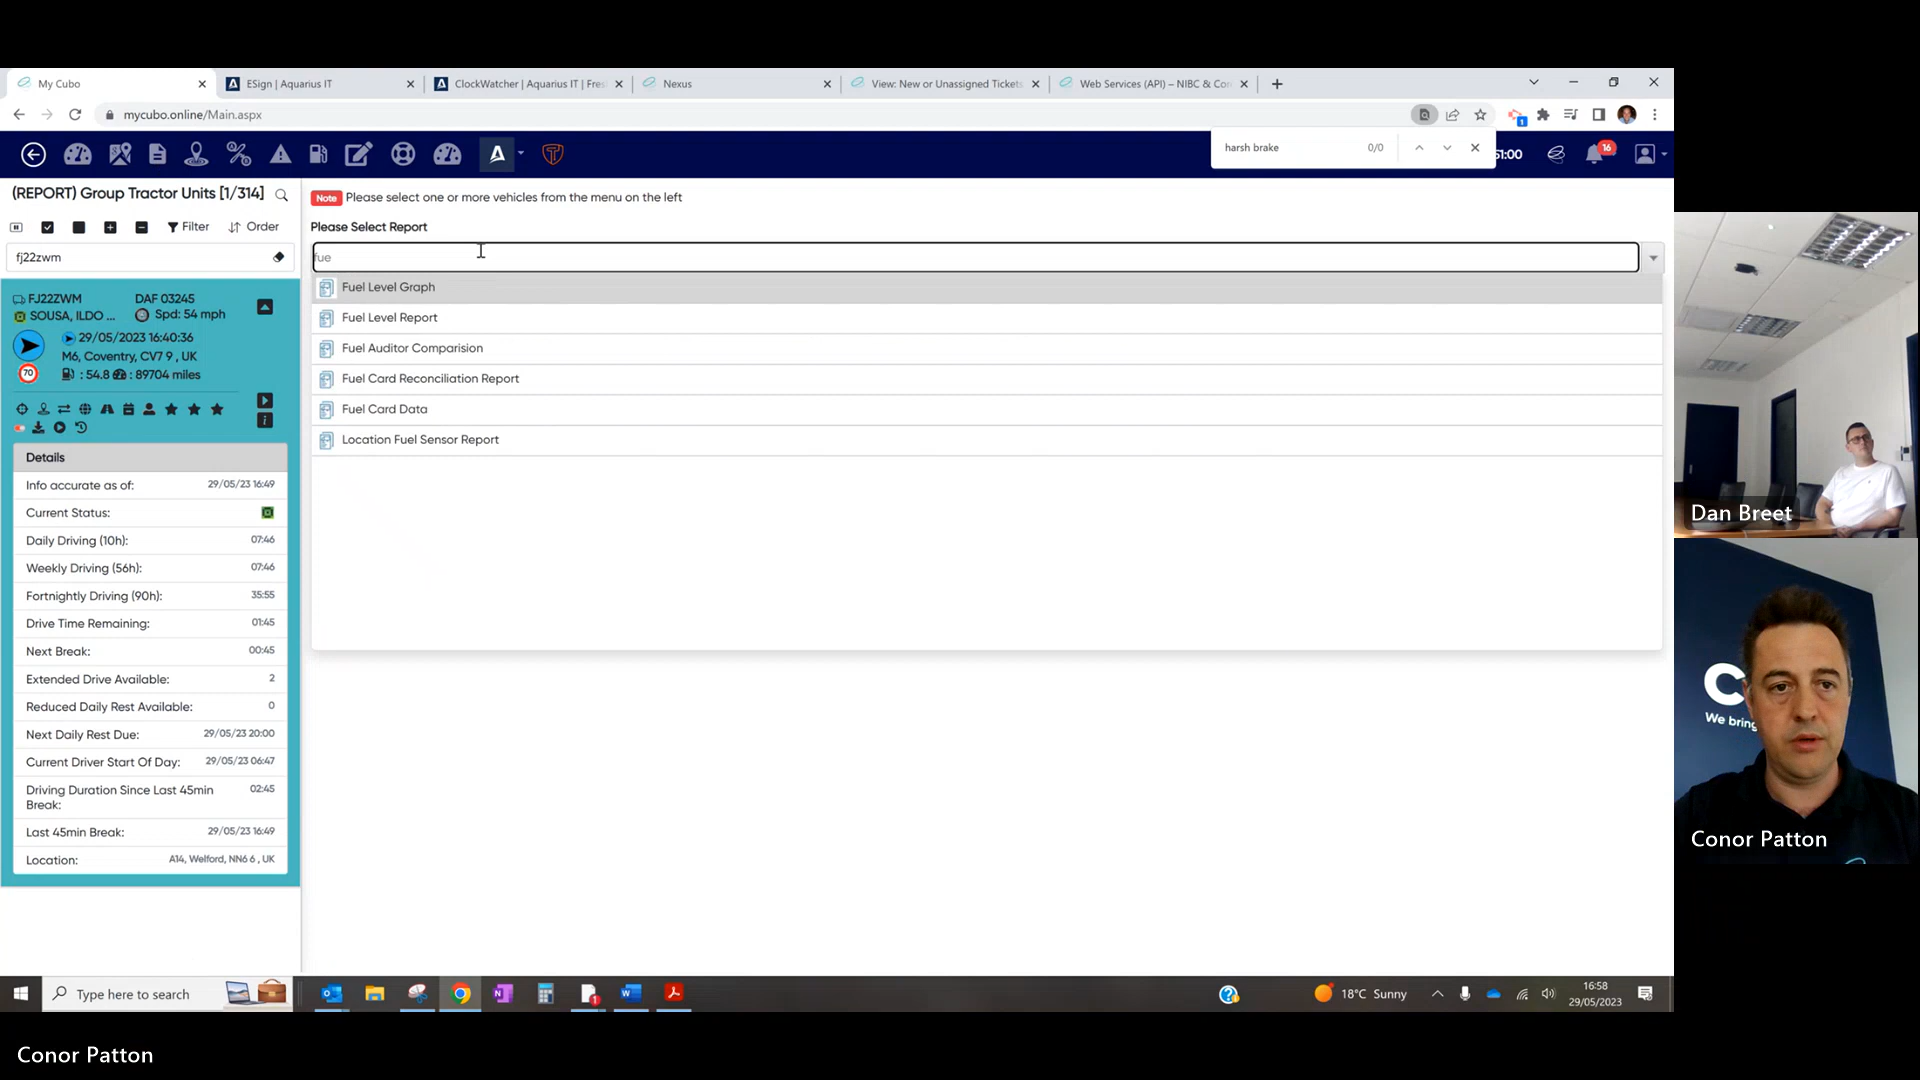 My Cubo
ESign | Aquarius IT
ClockWatcher | Aquarius IT | Fres
Nexus
View: New or Unassigned Tickets
Web Services (API) – NIBC & Co
mycubo.online/Main.aspx
harsh brake 0/0
51:00
16
(REPORT) Group Tractor Units [1/314]
Filter
Order
fj22zwm
FJ22ZWM DAF 03245
SOUSA, ILDO ... Spd: 54 mph
29/05/2023 16:40:36
M6, Coventry, CV7 9 , UK
70
: 54.8 : 89704 miles
Details
Info accurate as of: 29/05/23 16:49
Current Status:
Daily Driving (10h): 07:46
Weekly Driving (56h): 07:46
Fortnightly Driving (90h): 35:55
Drive Time Remaining: 01:45
Next Break: 00:45
Extended Drive Available: 2
Reduced Daily Rest Available: 0
Next Daily Rest Due: 29/05/23 20:00
Current Driver Start Of Day: 29/05/23 06:47
Driving Duration Since Last 45min 02:45
Break:
Last 45min Break: 29/05/23 16:49
Location: A14, Welford, NN6 6 , UK
Note Please select one or more vehicles from the menu on the left
Please Select Report
fue
Fuel Level Graph
Fuel Level Report
Fuel Auditor Comparision
Fuel Card Reconciliation Report
Fuel Card Data
Location Fuel Sensor Report
Dan Breet
We bring
Conor Patton
Type here to search
18°C Sunny
16:58
29/05/2023
Conor Patton